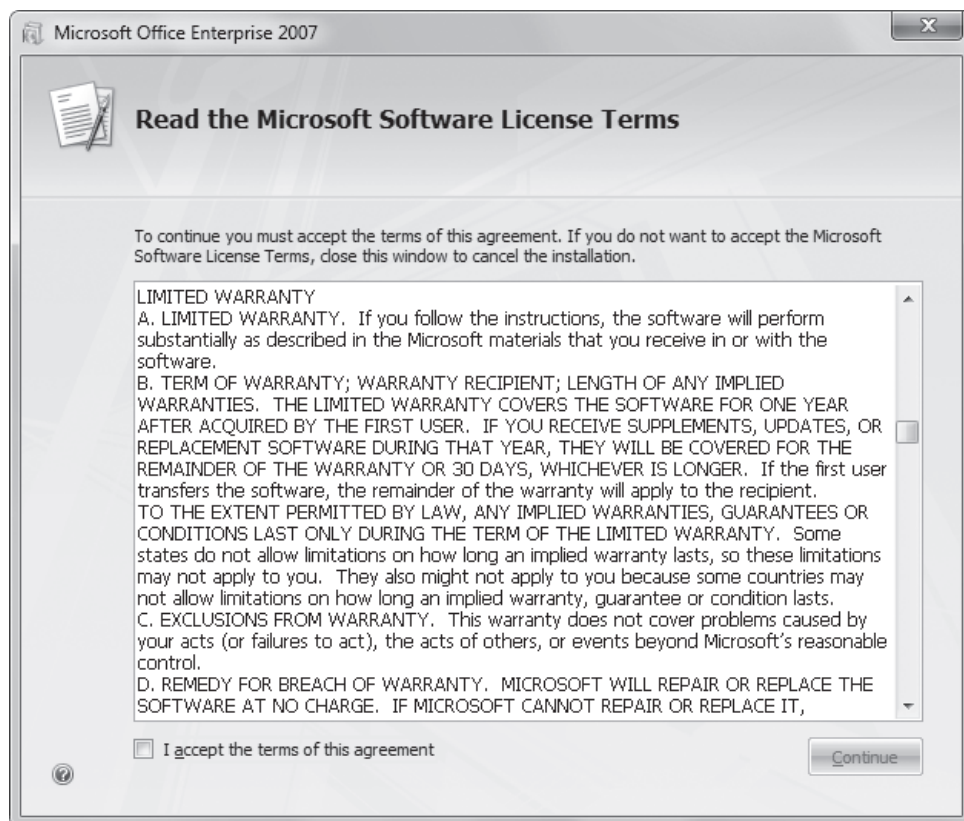 Microsoft Office Enterprise 2007
Read the Microsoft Software License Terms
To continue you must accept the terms of this agreement. If you do not want to accept the Microsoft
Software License Terms, close this window to cancel the installation.
LIMITED WARRANTY
A. LIMITED WARRANTY.  If you follow the instructions, the software will perform
substantially as described in the Microsoft materials that you receive in or with the
software.
B. TERM OF WARRANTY; WARRANTY RECIPIENT; LENGTH OF ANY IMPLIED
WARRANTIES.  THE LIMITED WARRANTY COVERS THE SOFTWARE FOR ONE YEAR
AFTER ACQUIRED BY THE FIRST USER.  IF YOU RECEIVE SUPPLEMENTS, UPDATES, OR
REPLACEMENT SOFTWARE DURING THAT YEAR, THEY WILL BE COVERED FOR THE
REMAINDER OF THE WARRANTY OR 30 DAYS, WHICHEVER IS LONGER.  If the first user
transfers the software, the remainder of the warranty will apply to the recipient.
TO THE EXTENT PERMITTED BY LAW, ANY IMPLIED WARRANTIES, GUARANTEES OR
CONDITIONS LAST ONLY DURING THE TERM OF THE LIMITED WARRANTY.  Some
states do not allow limitations on how long an implied warranty lasts, so these limitations
may not apply to you.  They also might not apply to you because some countries may
not allow limitations on how long an implied warranty, guarantee or condition lasts.
C. EXCLUSIONS FROM WARRANTY.  This warranty does not cover problems caused by
your acts (or failures to act), the acts of others, or events beyond Microsoft's reasonable
control.
D. REMEDY FOR BREACH OF WARRANTY.  MICROSOFT WILL REPAIR OR REPLACE THE
SOFTWARE AT NO CHARGE.  IF MICROSOFT CANNOT REPAIR OR REPLACE IT,
I accept the terms of this agreement
Continue